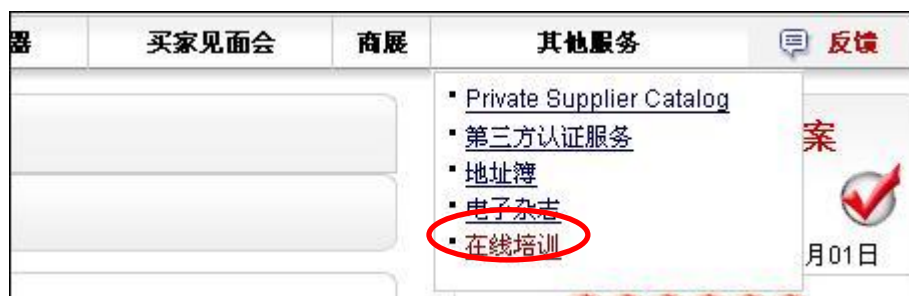 器 买家见面会 商展 其他服务 反馈
Private Supplier Catalog
第三方认证服务
案
地址簿
电子杂志
在线培训
月01日